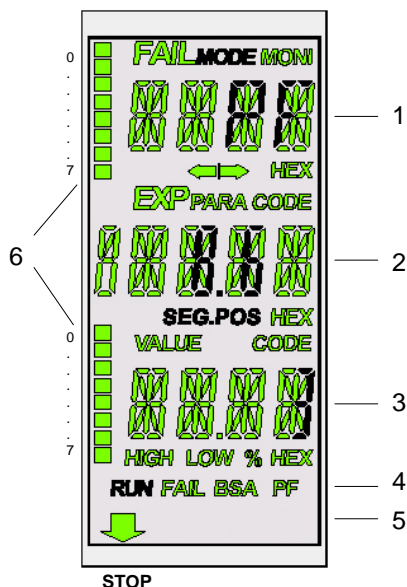 FAIL MODE MONI
0
.
.
.
.
.
.
7
1
HEX
EXP PARA CODE
6
2
SEG.POS HEX
VALUE CODE
0
.
.
.
.
.
.
7
3
HIGH LOW % HEX
RUN FAIL BSA PF
4
5
STOP